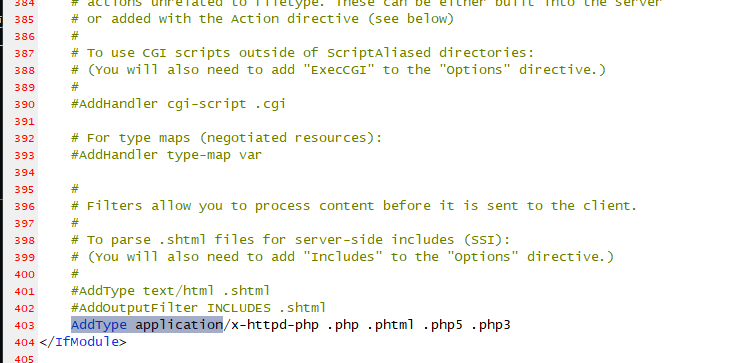 384 # actions unrelated to filetype. These can be either built into the server
385 # or added with the Action directive (see below)
386 #
387 # To use CGI scripts outside of ScriptAliased directories:
388 # (You will also need to add "ExecCGI" to the "Options" directive.)
389 #
390 #AddHandler cgi-script .cgi
391
392 # For type maps (negotiated resources):
393 #AddHandler type-map var
394
395 #
396 # Filters allow you to process content before it is sent to the client.
397 #
398 # To parse .shtml files for server-side includes (SSI):
399 # (You will also need to add "Includes" to the "Options" directive.)
400 #
401 #AddType text/html .shtml
402 #AddOutputFilter INCLUDES .shtml
403 AddType application/x-httpd-php .php .phtml .php5 .php3
404 </IfModule>
405